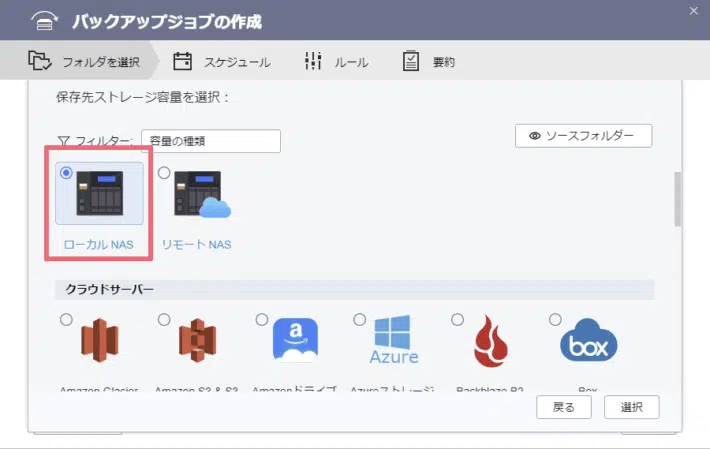 バックアップジョブの作成
フォルダを選択 スケジュール ルール 要約
保存先ストレージ容量を選択：
フィルター: 容量の種類 ソースフォルダー
ローカル NAS リモート NAS
クラウドサーバー
a Azure box
Amazon Glacier Amazon S3 & S3 Amazonドライブ Azureストレージ Backblaze B2 Box
戻る 選択